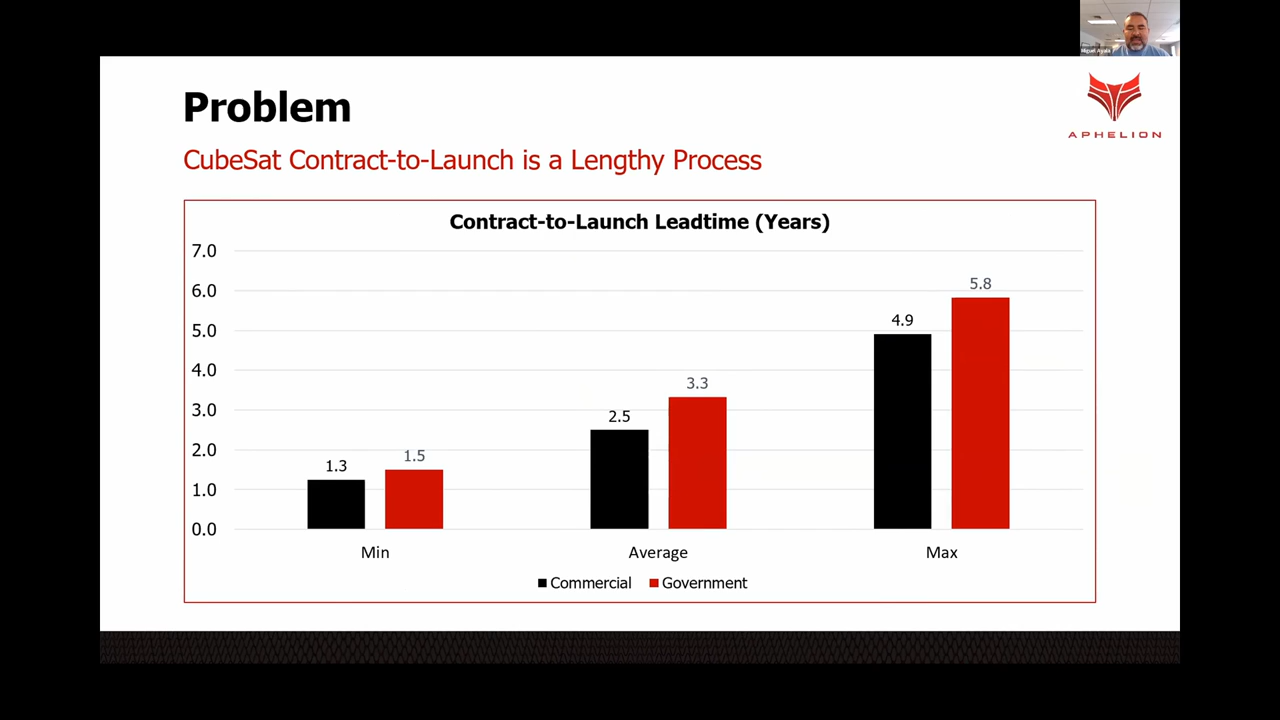 Miguel Ayala
Problem
APHELION
CubeSat Contract-to-Launch is a Lengthy Process
Contract-to-Launch Leadtime (Years)
7.0
6.0
5.0
4.0
3.0
2.0
1.0
0.0
1.3
1.5
2.5
3.3
4.9
5.8
Min
Average
Max
Commercial
Government